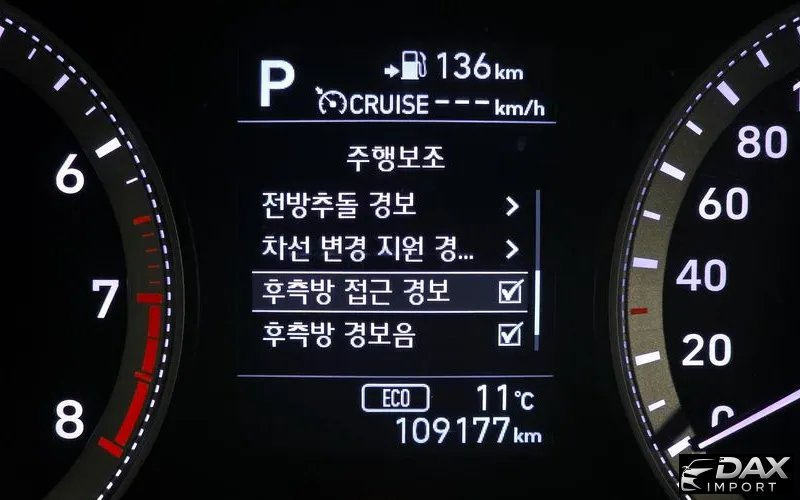 P
136km
CRUISE---km/h
주행보조
전방추돌 경보
차선 변경 지원 경...
후측방 접근 경보
후측방 경보음
ECO
11°C
109177km
6
7
8
80
60
40
20
0
DAX
IMPORT